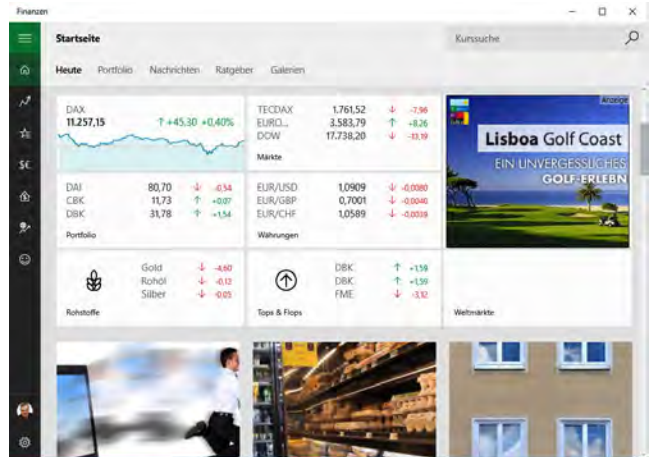 Finanzen
Startseite
Kurssuche
Heute Portfolio Nachrichten Ratgeber Galerien
DAX
11.257,15 ↑ +45,30 +0,40%
TECDAX 1.761,52 ↓ -7,96
EURO... 3.583,79 ↑ +8,26
DOW 17.738,20 ↓ -13,19
Märkte
Anzeige
Lisboa Golf Coast
EIN UNVERGESSLICHES
GOLF-ERLEBN
DAI 80,70 ↓ -0,54
CBK 11,73 ↑ +0,07
DBK 31,78 ↑ +1,54
Portfolio
EUR/USD 1,0909 ↓ -0,0080
EUR/GBP 0,7001 ↓ -0,0040
EUR/CHF 1,0589 ↓ -0,0039
Währungen
Gold ↓ -4,60
Rohöl ↓ -0,12
Silber ↓ -0,05
Rohstoffe
DBK ↑ +1,59
DBK ↑ +1,59
FME ↓ -3,12
Tops & Flops
Weltmärkte
$€